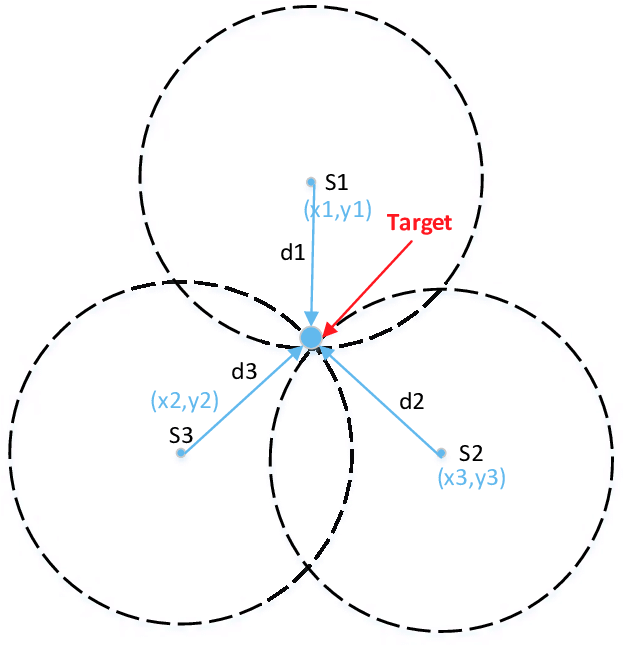 S1
(x1,y1)
Target
d1
d3
(x2,y2)
d2
S3
S2
(x3,y3)